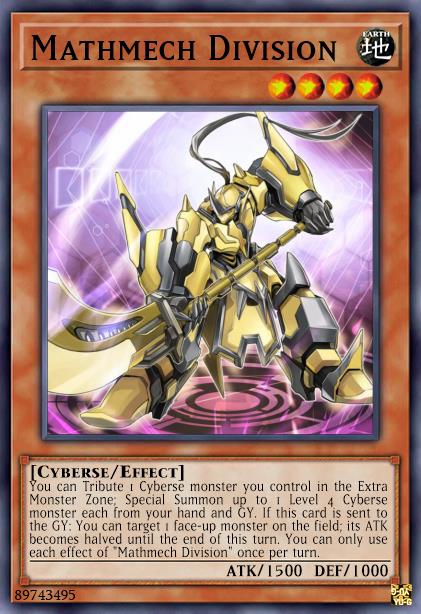 MATHMECH DIVISION
EARTH
地
[CYBERSE/EFFECT]
You can Tribute 1 Cyberse monster you control in the Extra
Monster Zone; Special Summon up to 1 Level 4 Cyberse
monster each from your hand and GY. If this card is sent to
the GY: You can target 1 face-up monster on the field; its ATK
becomes halved until the end of this turn. You can only use
each effect of "Mathmech Division" once per turn.
ATK/1500 DEF/1000
89743495